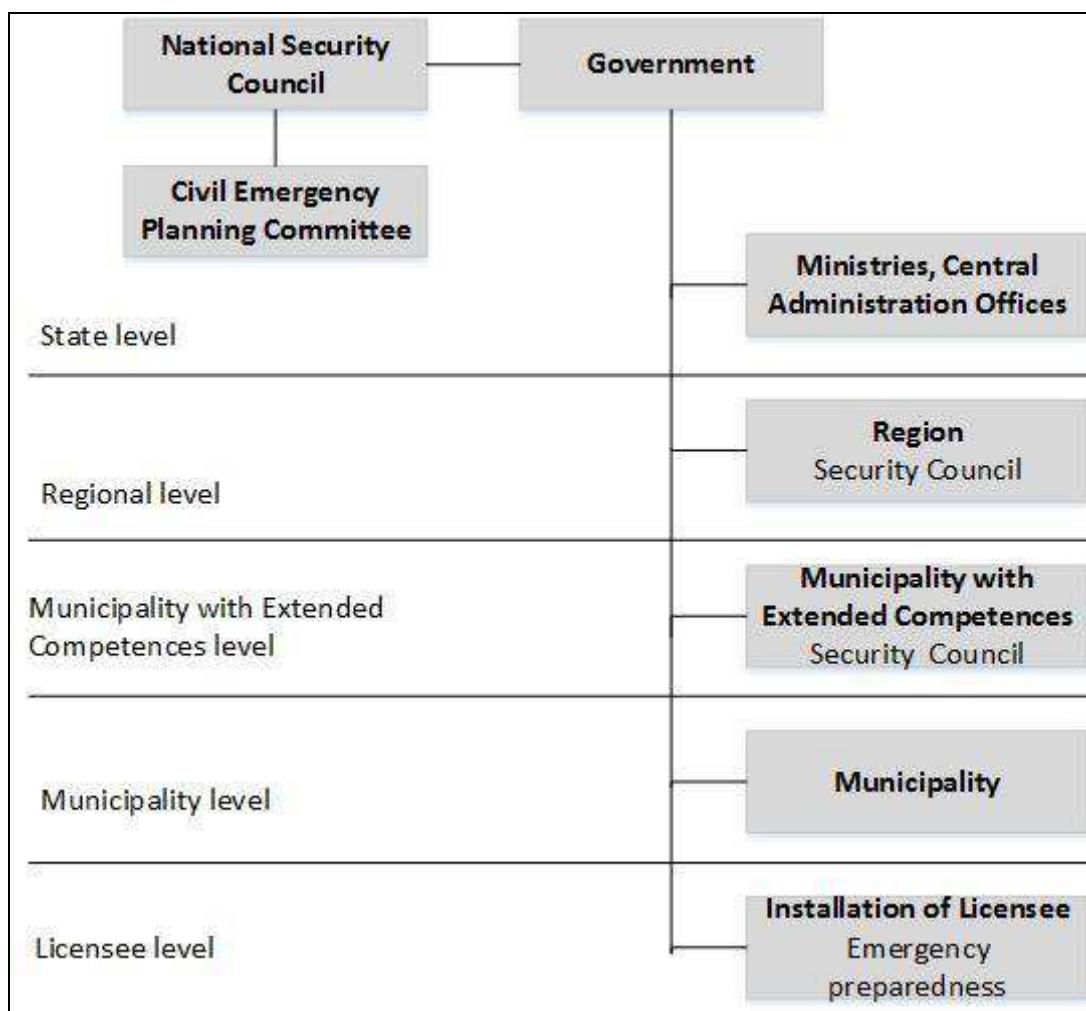 National Security
Council
Government
Civil Emergency
Planning Committee
Ministries, Central
Administration Offices
State level
Region
Security Council
Regional level
Municipality with Extended
Competences level
Municipality with
Extended Competences
Security Council
Municipality
Municipality level
Installation of Licensee
Emergency
preparedness
Licensee level